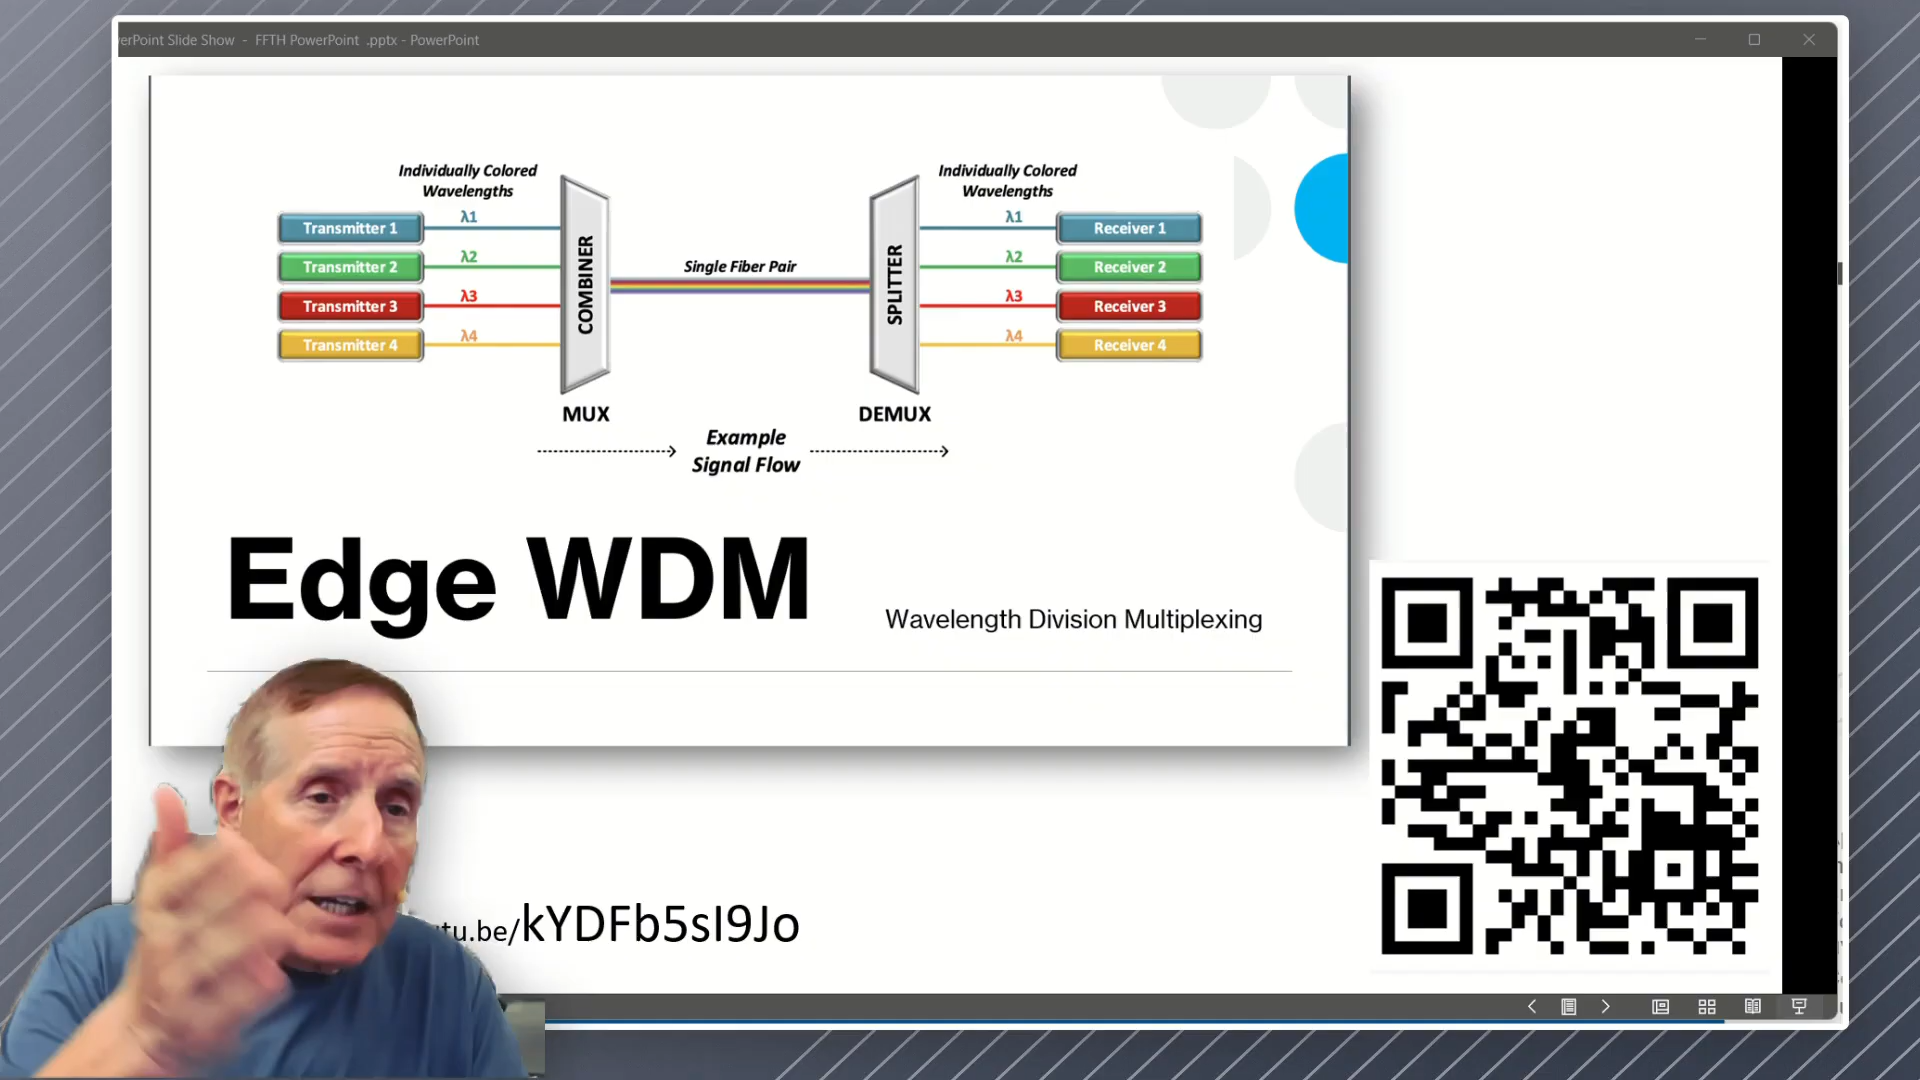 PowerPoint Slide Show - FFTH PowerPoint .pptx - PowerPoint
Individually Colored
Wavelengths
Individually Colored
Wavelengths
Transmitter 1
λ1
λ1
Receiver 1
Transmitter 2
λ2
λ2
Receiver 2
Transmitter 3
λ3
λ3
Receiver 3
Transmitter 4
λ4
λ4
Receiver 4
COMBINER
Single Fiber Pair
SPLITTER
MUX
DEMUX
Example
Signal Flow
Edge WDM
Wavelength Division Multiplexing
tu.be/kYDFb5sI9Jo